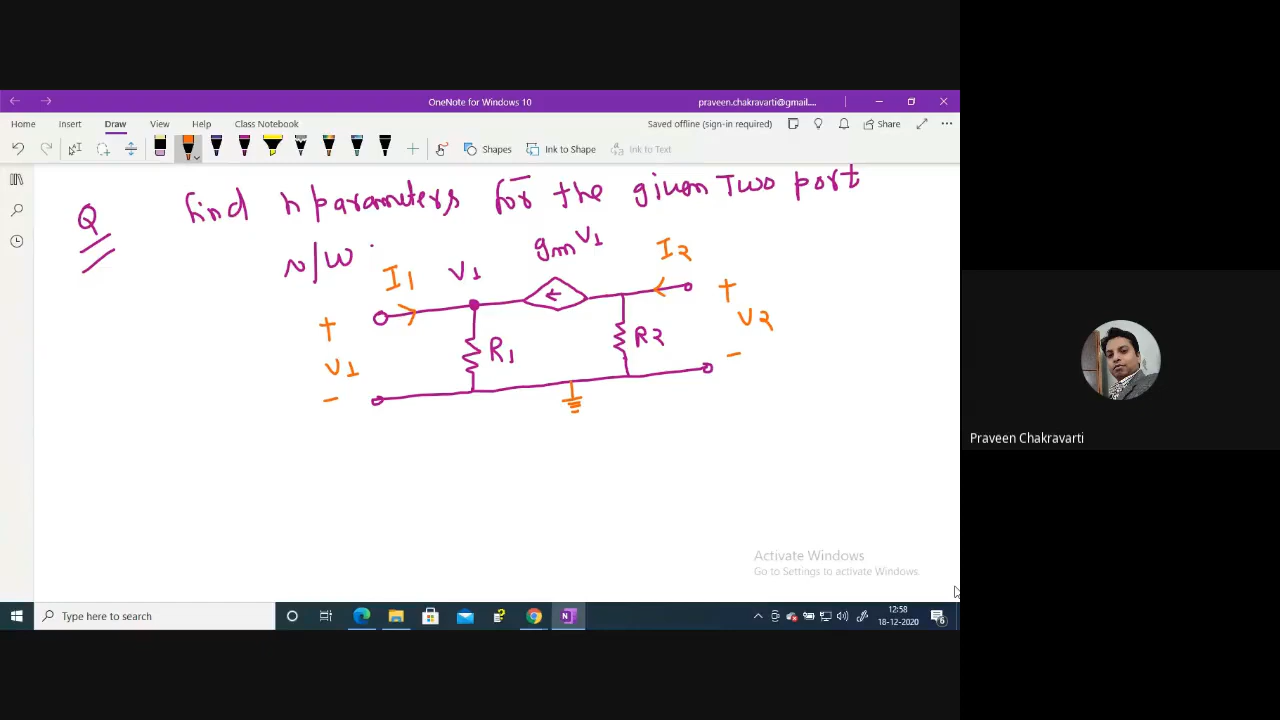 OneNote for Windows 10
praveen.chakravarti@gmail....
Home Insert Draw View Help Class Notebook
Saved offline (sign-in required) Share
Shapes Ink to Shape Ink to Text
Q find h parameters for the given Two port
N/W
gm V1
I1 V1 I2
+ +
V1 R1 R2 V2
- -
Praveen Chakravarti
Activate Windows
Go to Settings to activate Windows.
Type here to search
12:58
18-12-2020
6